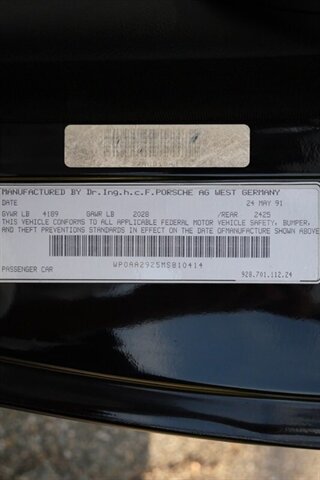 MANUFACTURED BY Dr.Ing.h.c.F.PORSCHE AG WEST GERMANY
DATE 24 MAY 91
GVWR LB 4189 GAWR LB 2028 /REAR 2425
THIS VEHICLE CONFORMS TO ALL APPLICABLE FEDERAL MOTOR VEHICLE SAFETY, BUMPER,
AND THEFT PREVENTIONS STANDARDS IN EFFECT ON THE DATE OFMANUFACTURE SHOWN ABOVE
WP0AA2925MS810414
PASSENGER CAR 928.701.112.24